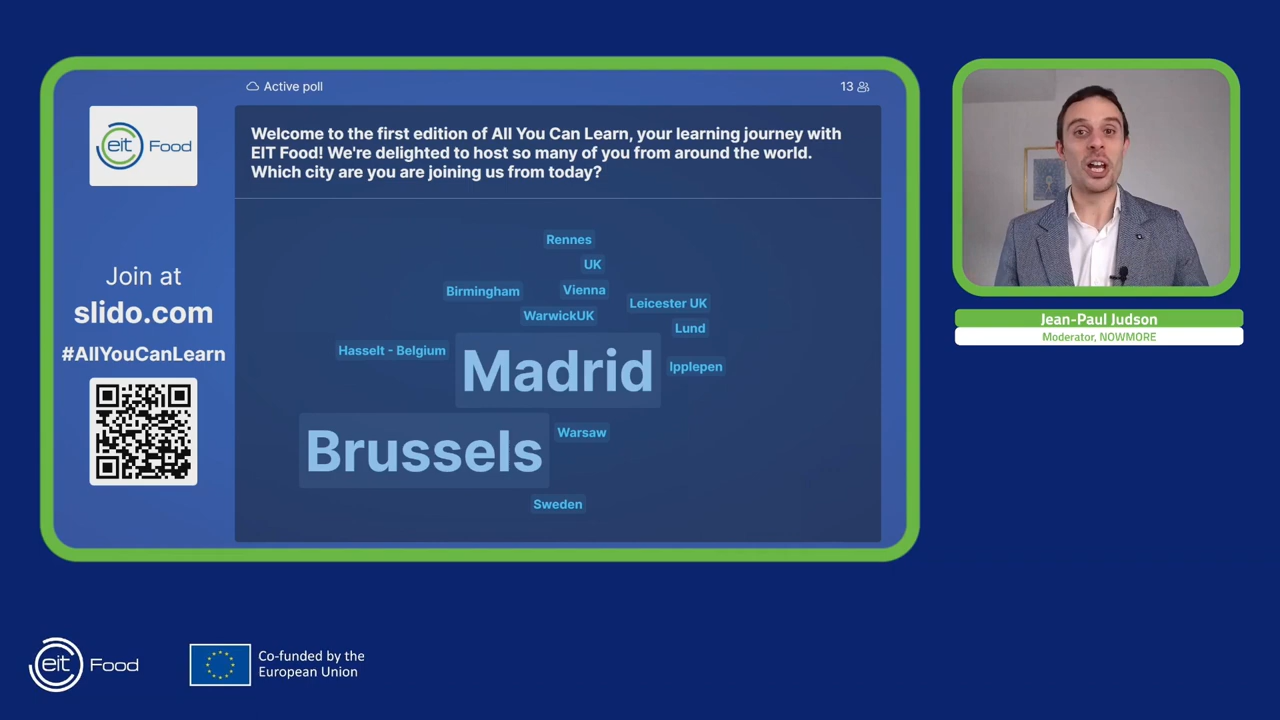 Active poll
13
eit Food
Welcome to the first edition of All You Can Learn, your learning journey with
EIT Food! We're delighted to host so many of you from around the world.
Which city are you are joining us from today?
Join at
slido.com
#AllYouCanLearn
Rennes
UK
Birmingham
Vienna
Leicester UK
WarwickUK
Lund
Hasselt - Belgium
Madrid
Ipplepen
Brussels
Warsaw
Sweden
Jean-Paul Judson
Moderator, NOWMORE
eit Food
Co-funded by the
European Union